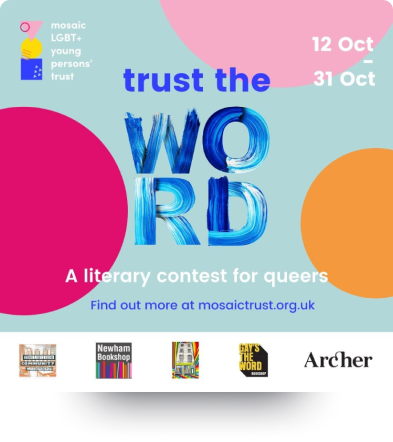 mosaic
LGBT+
young
persons'
trust
12 Oct
–
31 Oct
trust the
WO
RD
A literary contest for queers
Find out more at mosaictrust.org.uk
Newham
Bookshop
GAY'S
THE
WORD
BOOKSHOP
Archer